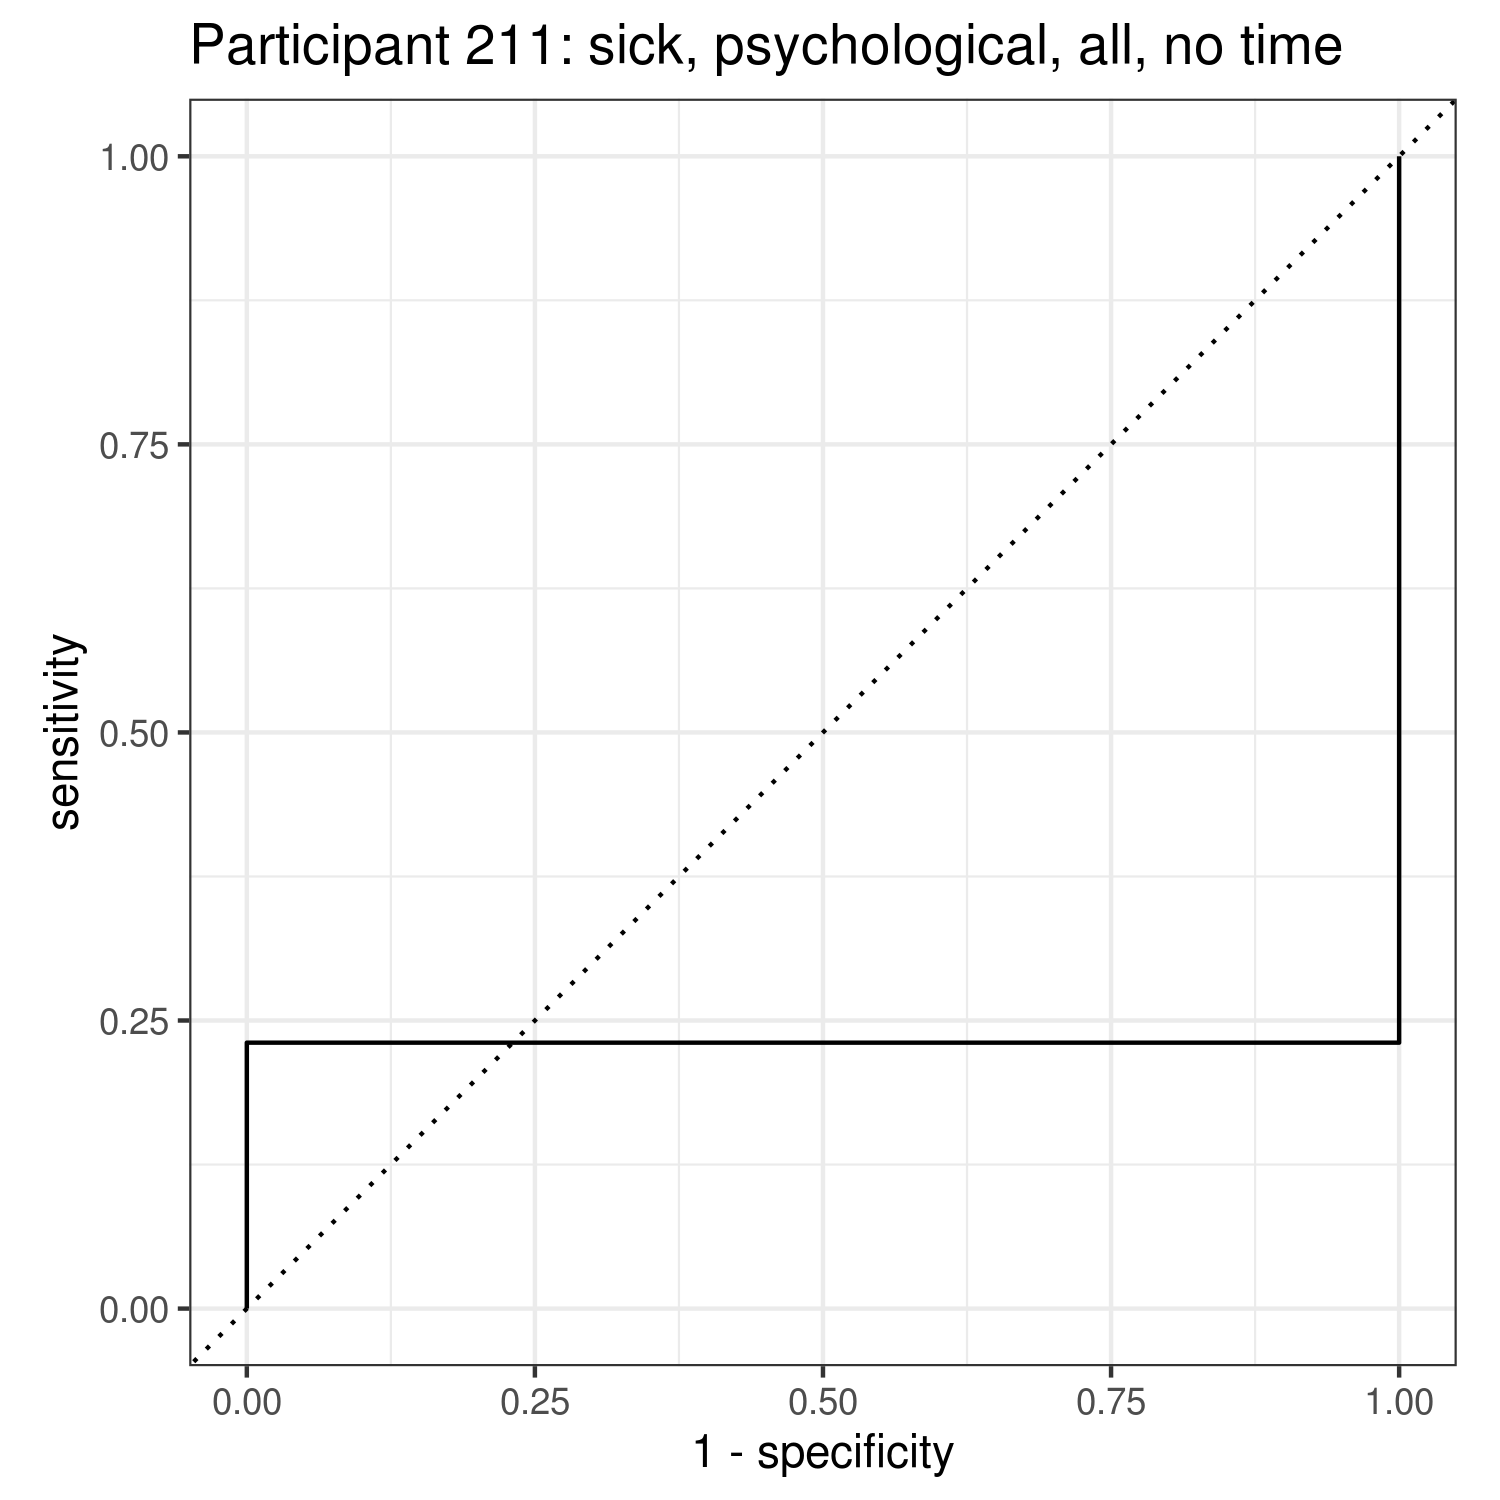 Participant 211: sick, psychological, all, no time
1.00
0.75
0.50
0.25
0.00
sensitivity
0.00 0.25 0.50 0.75 1.00
1 - specificity